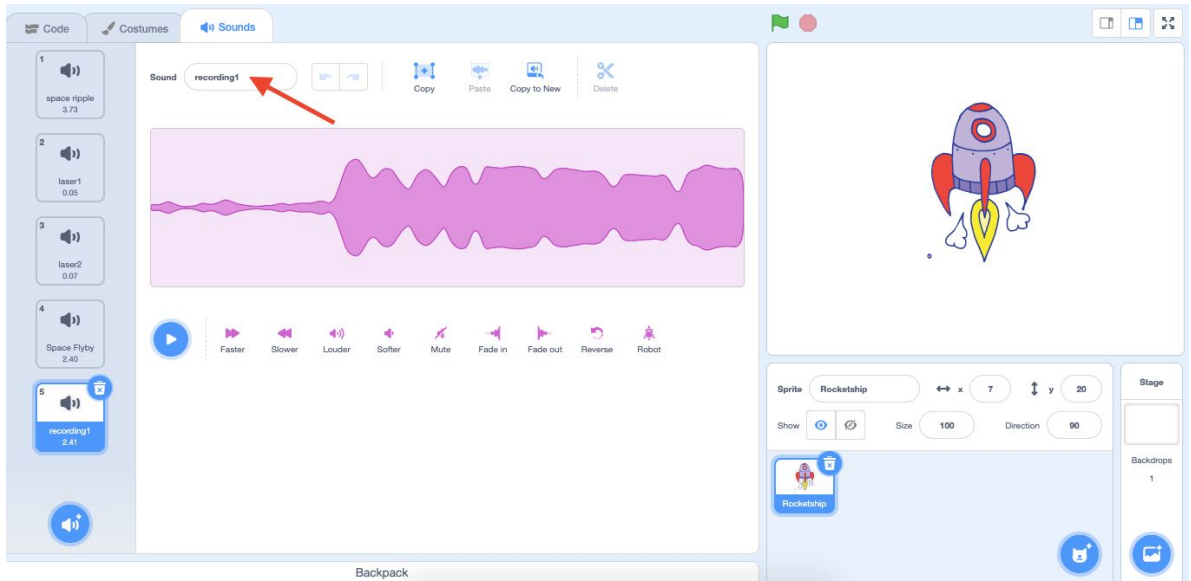 Code Costumes Sounds
1
space ripple
3.73
2
laser1
0.05
3
laser2
0.07
4
Space Flyby
2.40
5
recording1
2.41
Sound recording1
Copy Paste Copy to New Delete
Faster Slower Louder Softer Mute Fade in Fade out Reverse Robot
Backpack
Sprite Rocketship x 7 y 20
Show Size 100 Direction 90
Rocketship
Stage
Backdrops
1